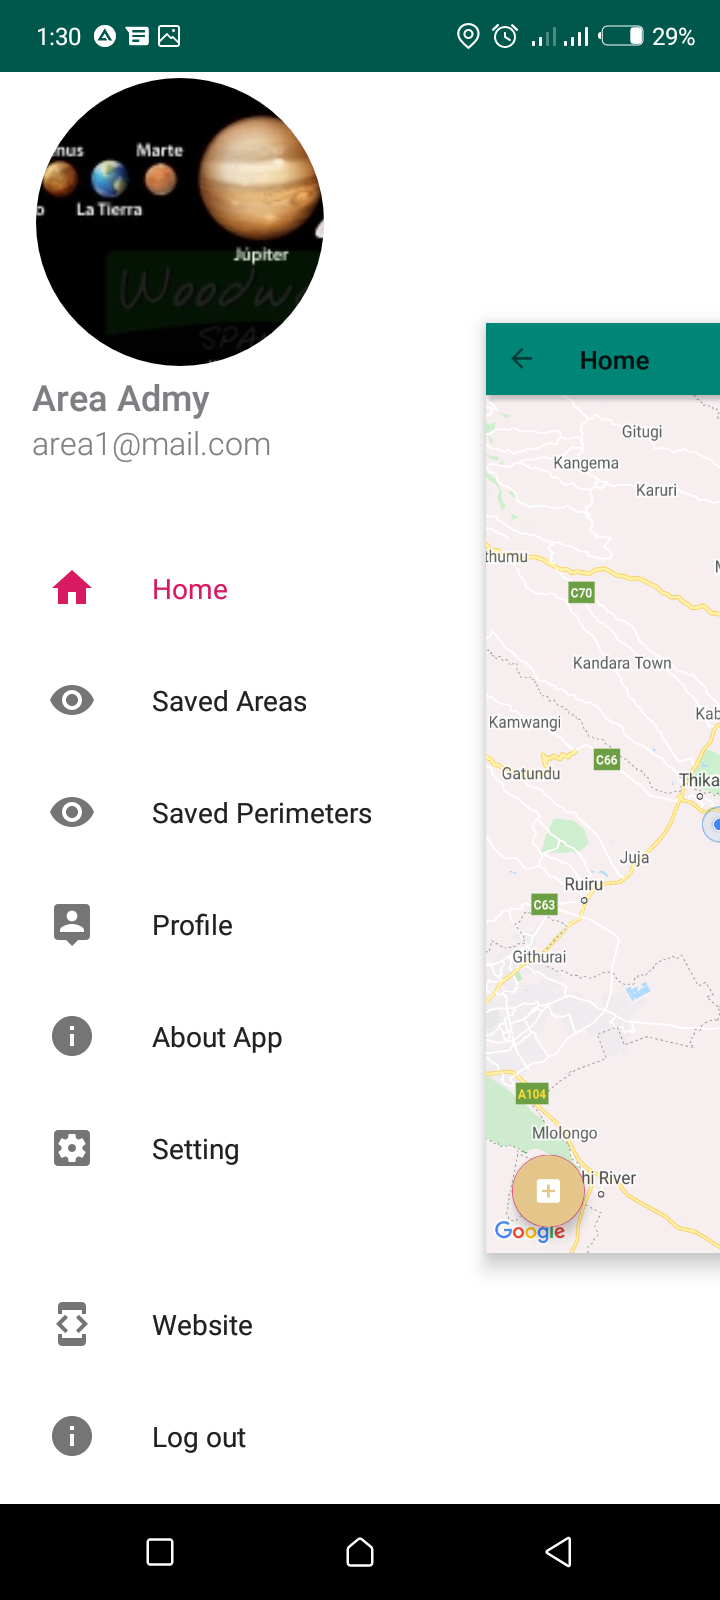 1:30
29%
nus
Marte
o
La Tierra
Júpiter
Woodw
SPA
Area Admy
area1@mail.com
Home
Saved Areas
Saved Perimeters
Profile
About App
Setting
Website
Log out
Home
Gitugi
Kangema
Karuri
thumu
C70
Kandara Town
Kab
Kamwangi
C66
Gatundu
Thika
Juja
Ruiru
C63
Githurai
A104
Mlolongo
hi River
Google